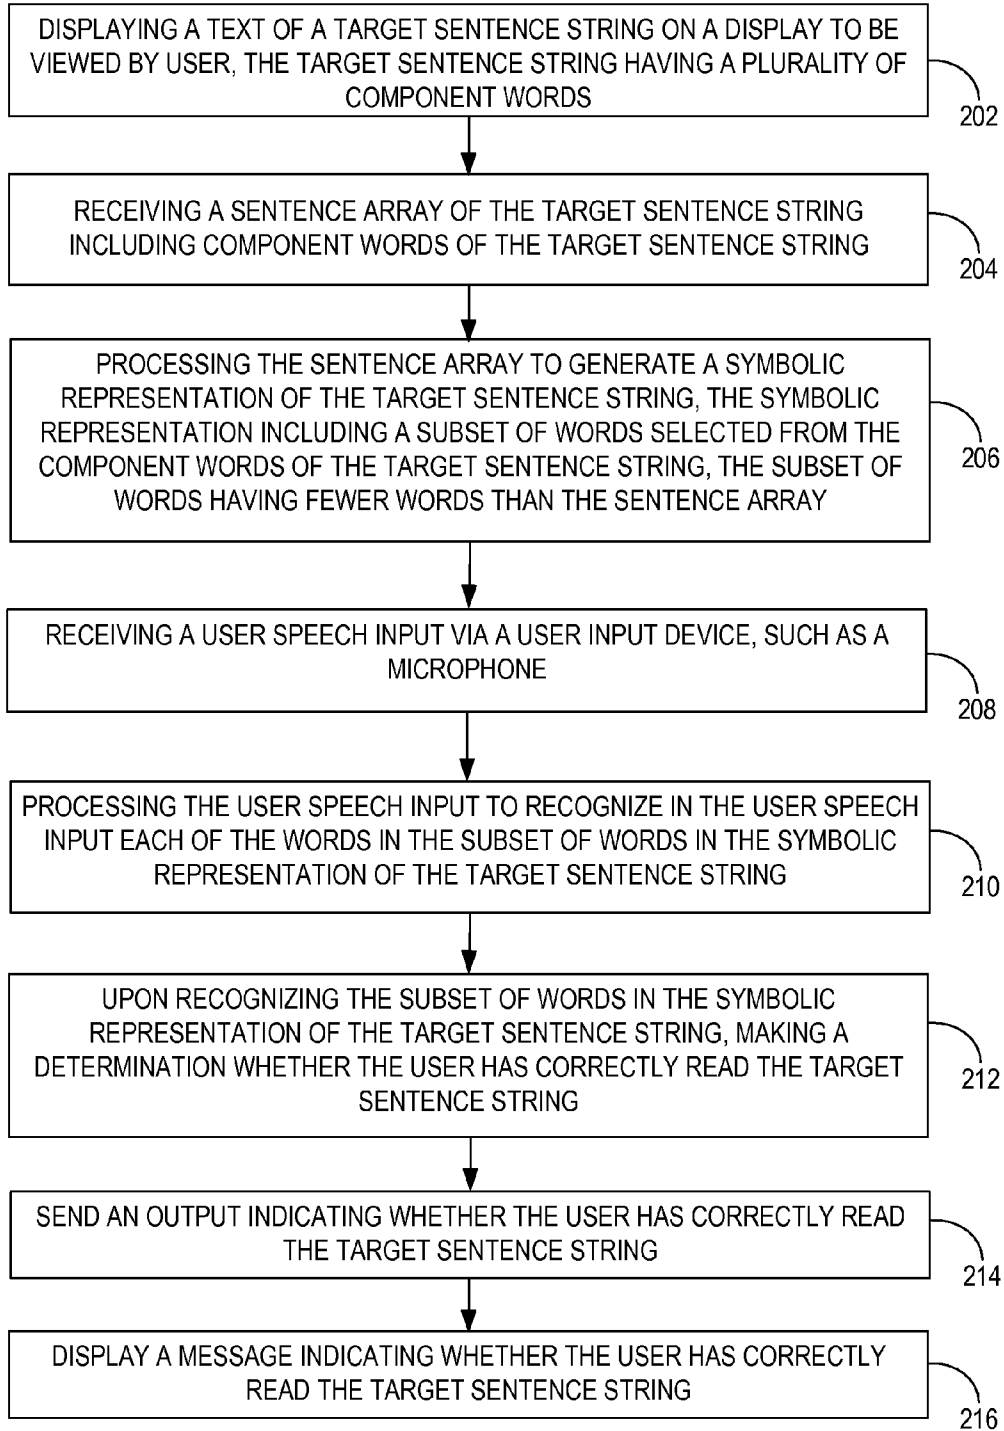 DISPLAYING A TEXT OF A TARGET SENTENCE STRING ON A DISPLAY TO BE
VIEWED BY USER, THE TARGET SENTENCE STRING HAVING A PLURALITY OF
COMPONENT WORDS
202
RECEIVING A SENTENCE ARRAY OF THE TARGET SENTENCE STRING
INCLUDING COMPONENT WORDS OF THE TARGET SENTENCE STRING
204
PROCESSING THE SENTENCE ARRAY TO GENERATE A SYMBOLIC
REPRESENTATION OF THE TARGET SENTENCE STRING, THE SYMBOLIC
REPRESENTATION INCLUDING A SUBSET OF WORDS SELECTED FROM THE
COMPONENT WORDS OF THE TARGET SENTENCE STRING, THE SUBSET OF
WORDS HAVING FEWER WORDS THAN THE SENTENCE ARRAY
206
RECEIVING A USER SPEECH INPUT VIA A USER INPUT DEVICE, SUCH AS A
MICROPHONE
208
PROCESSING THE USER SPEECH INPUT TO RECOGNIZE IN THE USER SPEECH
INPUT EACH OF THE WORDS IN THE SUBSET OF WORDS IN THE SYMBOLIC
REPRESENTATION OF THE TARGET SENTENCE STRING
210
UPON RECOGNIZING THE SUBSET OF WORDS IN THE SYMBOLIC
REPRESENTATION OF THE TARGET SENTENCE STRING, MAKING A
DETERMINATION WHETHER THE USER HAS CORRECTLY READ THE TARGET
SENTENCE STRING
212
SEND AN OUTPUT INDICATING WHETHER THE USER HAS CORRECTLY READ
THE TARGET SENTENCE STRING
214
DISPLAY A MESSAGE INDICATING WHETHER THE USER HAS CORRECTLY
READ THE TARGET SENTENCE STRING
216